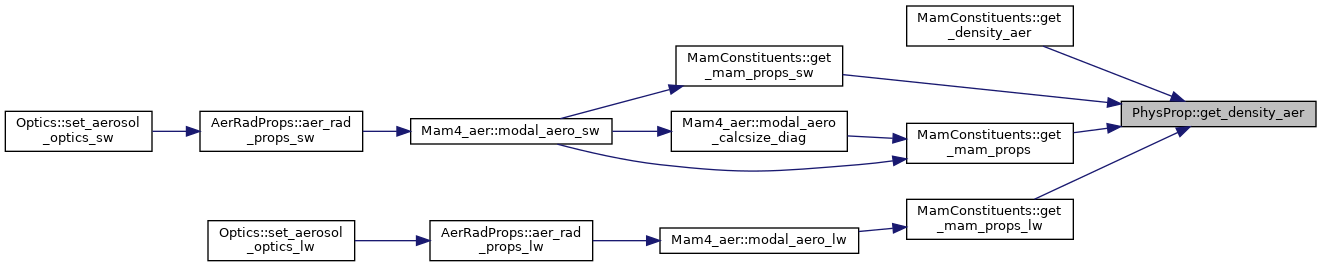 MamConstituents::get
_density_aer
MamConstituents::get
_mam_props_sw
PhysProp::get_density_aer
Optics::set_aerosol
_optics_sw
AerRadProps::aer_rad
_props_sw
Mam4_aer::modal_aero_sw
Mam4_aer::modal_aero
_calcsize_diag
MamConstituents::get
_mam_props
MamConstituents::get
_mam_props_lw
Optics::set_aerosol
_optics_lw
AerRadProps::aer_rad
_props_lw
Mam4_aer::modal_aero_lw